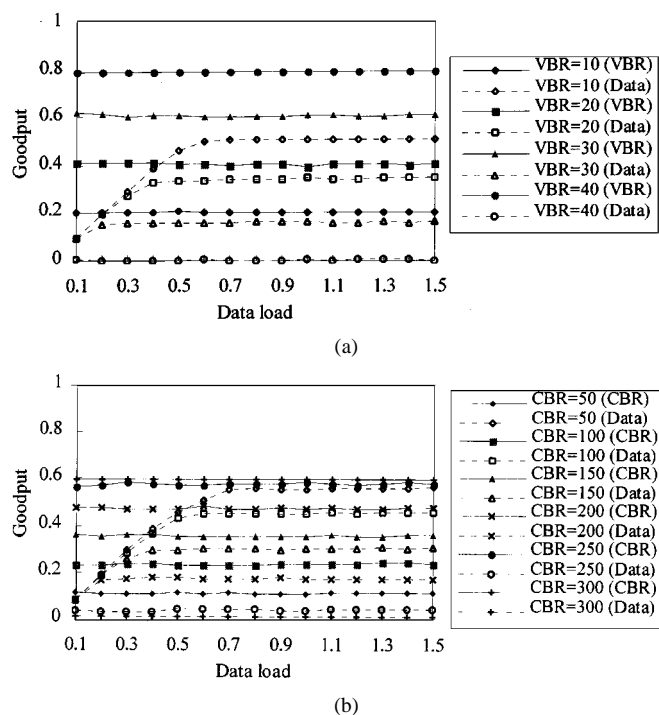 1
0.8
0.6
0.4
0.2
0
Goodput
0.1 0.3 0.5 0.7 0.9 1.1 1.3 1.5
Data load
VBR=10 (VBR)
VBR=10 (Data)
VBR=20 (VBR)
VBR=20 (Data)
VBR=30 (VBR)
VBR=30 (Data)
VBR=40 (VBR)
VBR=40 (Data)
(a)
1
0.8
0.6
0.4
0.2
0
Goodput
0.1 0.3 0.5 0.7 0.9 1.1 1.3 1.5
Data load
CBR=50 (CBR)
CBR=50 (Data)
CBR=100 (CBR)
CBR=100 (Data)
CBR=150 (CBR)
CBR=150 (Data)
CBR=200 (CBR)
CBR=200 (Data)
CBR=250 (CBR)
CBR=250 (Data)
CBR=300 (CBR)
CBR=300 (Data)
(b)